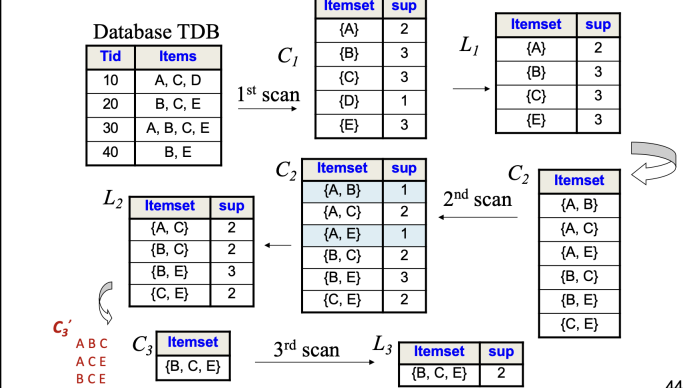 Database TDB
Tid Items
10 A, C, D
20 B, C, E
30 A, B, C, E
40 B, E
1st scan
C1
Itemset sup
{A} 2
{B} 3
{C} 3
{D} 1
{E} 3
L1
Itemset sup
{A} 2
{B} 3
{C} 3
{E} 3
C2
Itemset
{A, B}
{A, C}
{A, E}
{B, C}
{B, E}
{C, E}
2nd scan
C2
Itemset sup
{A, B} 1
{A, C} 2
{A, E} 1
{B, C} 2
{B, E} 3
{C, E} 2
L2
Itemset sup
{A, C} 2
{B, C} 2
{B, E} 3
{C, E} 2
C3´
A B C
A C E
B C E
C3
Itemset
{B, C, E}
3rd scan
L3
Itemset sup
{B, C, E} 2
44